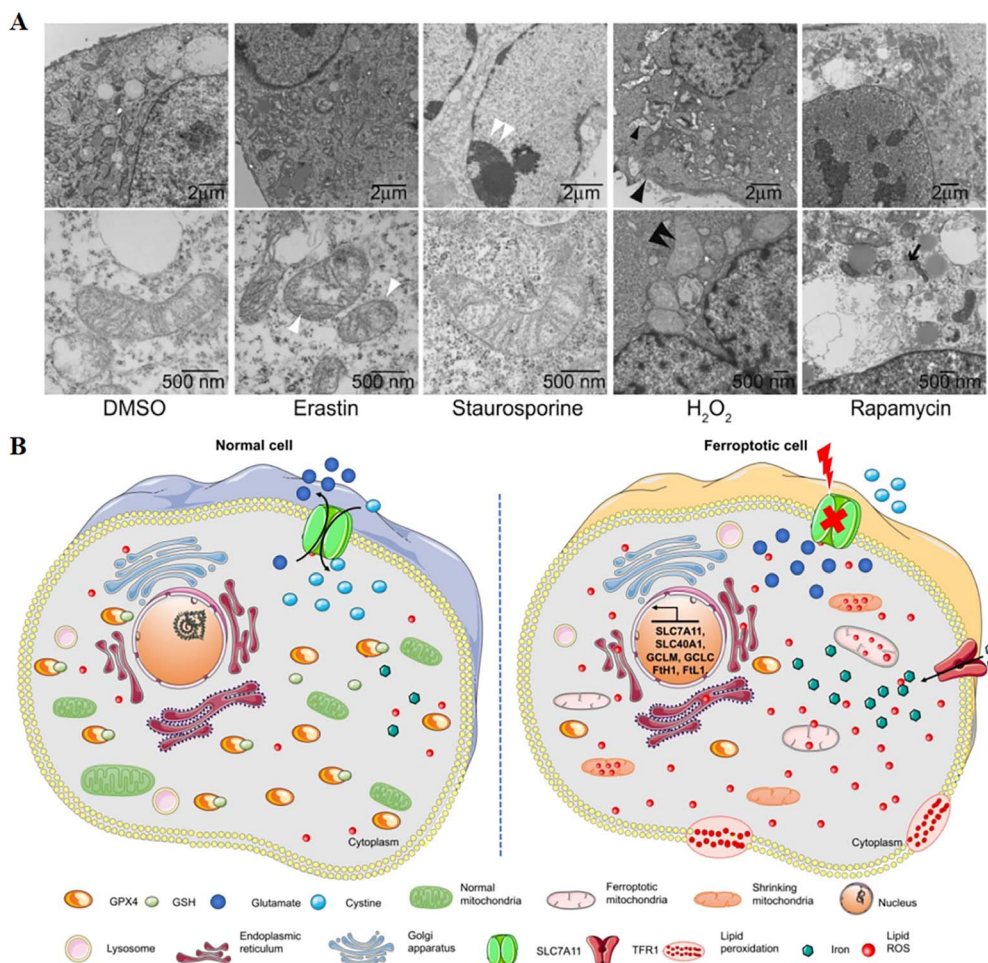 A
2μm 2μm 2μm 2μm 2μm
500 nm 500 nm 500 nm 500 nm 500 nm
DMSO Erastin Staurosporine H₂O₂ Rapamycin
B
Normal cell Ferroptotic cell
SLC7A11,
SLC40A1,
GCLM, GCLC
FtH1, FtL1
Cytoplasm Cytoplasm
GPX4 GSH Glutamate Cystine Normal mitochondria Ferroptotic mitochondria Shrinking mitochondria Nucleus
Lysosome Endoplasmic reticulum Golgi apparatus SLC7A11 TFR1 Lipid peroxidation Iron Lipid ROS